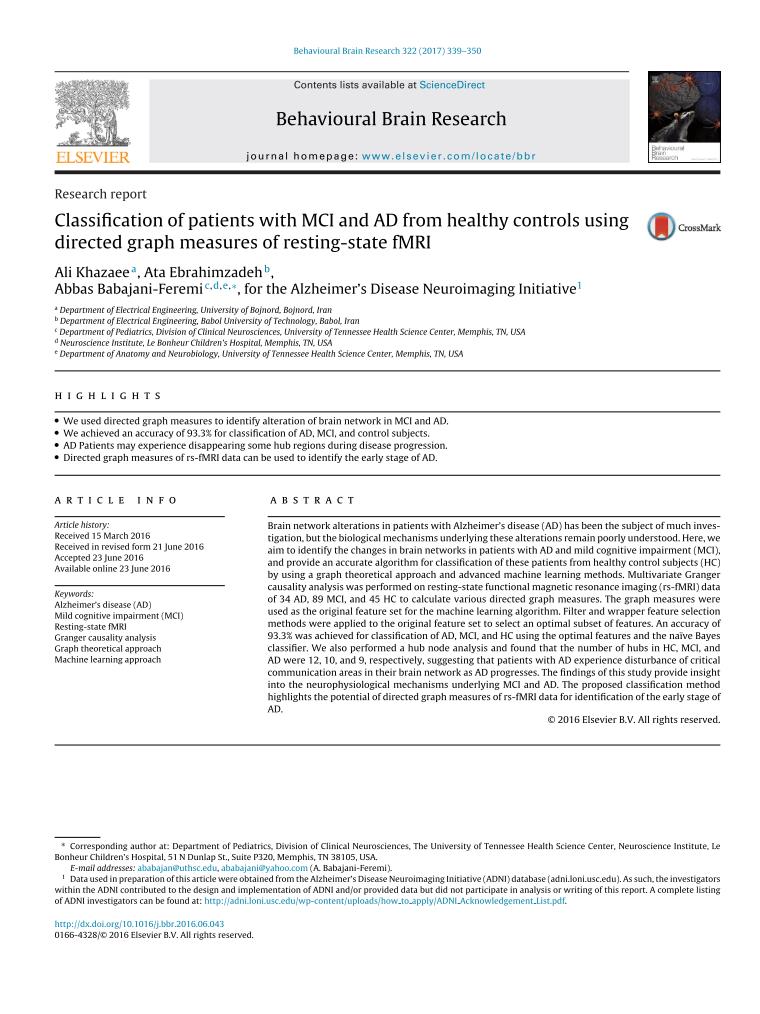 Behavioural Brain Research 322 (2017) 339–350
Contents lists available at ScienceDirect
Behavioural Brain Research
journal homepage: www.elsevier.com/locate/bbr
ELSEVIER
Behavioural
Brain
Research
Research report
Classification of patients with MCI and AD from healthy controls using
directed graph measures of resting-state fMRI
CrossMark
Ali Khazaee a, Ata Ebrahimzadeh b,
Abbas Babajani-Feremi c,d,e,*, for the Alzheimer's Disease Neuroimaging Initiative 1
a Department of Electrical Engineering, University of Bojnord, Bojnord, Iran
b Department of Electrical Engineering, Babol University of Technology, Babol, Iran
c Department of Pediatrics, Division of Clinical Neurosciences, University of Tennessee Health Science Center, Memphis, TN, USA
d Neuroscience Institute, Le Bonheur Children's Hospital, Memphis, TN, USA
e Department of Anatomy and Neurobiology, University of Tennessee Health Science Center, Memphis, TN, USA
HIGHLIGHTS
• We used directed graph measures to identify alteration of brain network in MCI and AD.
• We achieved an accuracy of 93.3% for classification of AD, MCI, and control subjects.
• AD Patients may experience disappearing some hub regions during disease progression.
• Directed graph measures of rs-fMRI data can be used to identify the early stage of AD.
ARTICLE INFO
Article history:
Received 15 March 2016
Received in revised form 21 June 2016
Accepted 23 June 2016
Available online 23 June 2016
Keywords:
Alzheimer's disease (AD)
Mild cognitive impairment (MCI)
Resting-state fMRI
Granger causality analysis
Graph theoretical approach
Machine learning approach
ABSTRACT
Brain network alterations in patients with Alzheimer's disease (AD) has been the subject of much inves-
tigation, but the biological mechanisms underlying these alterations remain poorly understood. Here, we
aim to identify the changes in brain networks in patients with AD and mild cognitive impairment (MCI),
and provide an accurate algorithm for classification of these patients from healthy control subjects (HC)
by using a graph theoretical approach and advanced machine learning methods. Multivariate Granger
causality analysis was performed on resting-state functional magnetic resonance imaging (rs-fMRI) data
of 34 AD, 89 MCI, and 45 HC to calculate various directed graph measures. The graph measures were
used as the original feature set for the machine learning algorithm. Filter and wrapper feature selection
methods were applied to the original feature set to select an optimal subset of features. An accuracy of
93.3% was achieved for classification of AD, MCI, and HC using the optimal features and the naïve Bayes
classifier. We also performed a hub node analysis and found that the number of hubs in HC, MCI, and
AD were 12, 10, and 9, respectively, suggesting that patients with AD experience disturbance of critical
communication areas in their brain network as AD progresses. The findings of this study provide insight
into the neurophysiological mechanisms underlying MCI and AD. The proposed classification method
highlights the potential of directed graph measures of rs-fMRI data for identification of the early stage of
AD.
© 2016 Elsevier B.V. All rights reserved.
* Corresponding author at: Department of Pediatrics, Division of Clinical Neurosciences, The University of Tennessee Health Science Center, Neuroscience Institute, Le
Bonheur Children's Hospital, 51 N Dunlap St., Suite P320, Memphis, TN 38105, USA.
E-mail addresses: ababajan@uthsc.edu, ababajani@yahoo.com (A. Babajani-Feremi).
1 Data used in preparation of this article were obtained from the Alzheimer's Disease Neuroimaging Initiative (ADNI) database (adni.loni.usc.edu). As such, the investigators
within the ADNI contributed to the design and implementation of ADNI and/or provided data but did not participate in analysis or writing of this report. A complete listing
of ADNI investigators can be found at: http://adni.loni.usc.edu/wp-content/uploads/how_to_apply/ADNI_Acknowledgement_List.pdf.
http://dx.doi.org/10.1016/j.bbr.2016.06.043
0166-4328/© 2016 Elsevier B.V. All rights reserved.